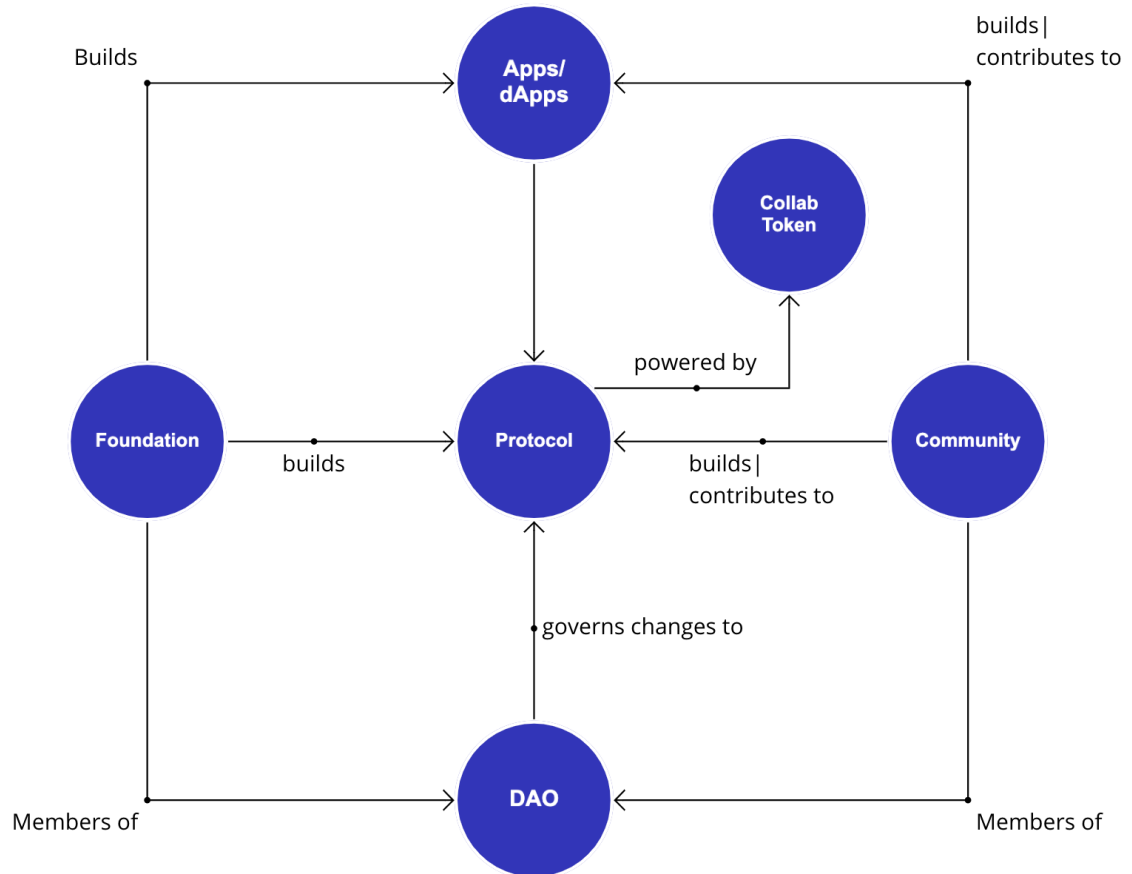 builds|
contributes to
Builds
Apps/
dApps
Collab
Token
powered by
Foundation
Protocol
Community
builds
builds|
contributes to
governs changes to
DAO
Members of
Members of